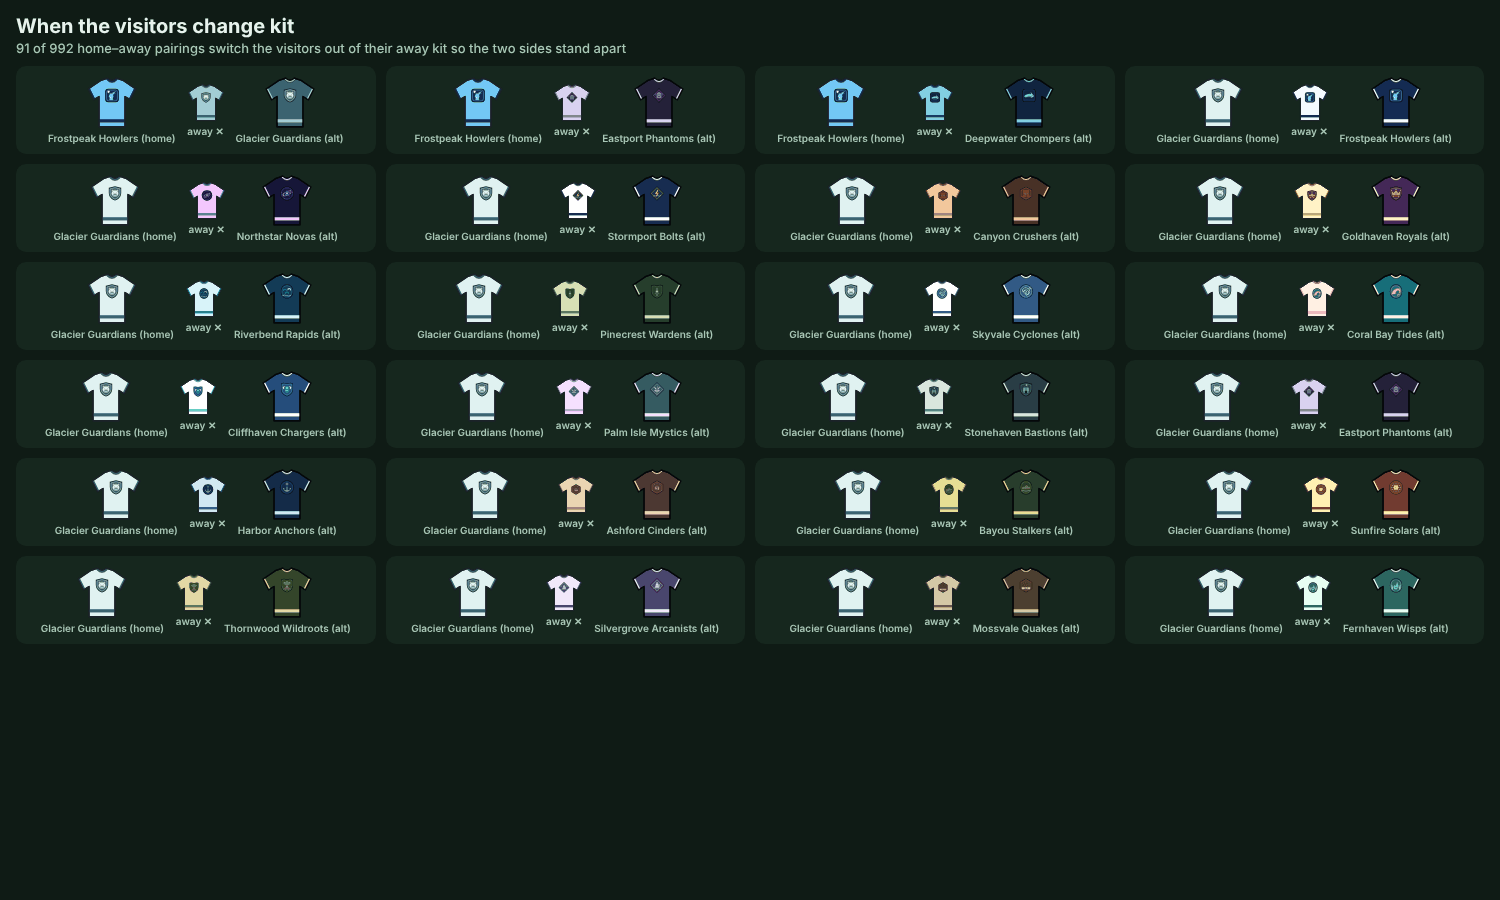 When the visitors change kit
91 of 992 home–away pairings switch the visitors out of their away kit so the two sides stand apart
Frostpeak Howlers (home) away ✕ Glacier Guardians (alt)
Frostpeak Howlers (home) away ✕ Eastport Phantoms (alt)
Frostpeak Howlers (home) away ✕ Deepwater Chompers (alt)
Glacier Guardians (home) away ✕ Frostpeak Howlers (alt)
Glacier Guardians (home) away ✕ Northstar Novas (alt)
Glacier Guardians (home) away ✕ Stormport Bolts (alt)
Glacier Guardians (home) away ✕ Canyon Crushers (alt)
Glacier Guardians (home) away ✕ Goldhaven Royals (alt)
Glacier Guardians (home) away ✕ Riverbend Rapids (alt)
Glacier Guardians (home) away ✕ Pinecrest Wardens (alt)
Glacier Guardians (home) away ✕ Skyvale Cyclones (alt)
Glacier Guardians (home) away ✕ Coral Bay Tides (alt)
Glacier Guardians (home) away ✕ Cliffhaven Chargers (alt)
Glacier Guardians (home) away ✕ Palm Isle Mystics (alt)
Glacier Guardians (home) away ✕ Stonehaven Bastions (alt)
Glacier Guardians (home) away ✕ Eastport Phantoms (alt)
Glacier Guardians (home) away ✕ Harbor Anchors (alt)
Glacier Guardians (home) away ✕ Ashford Cinders (alt)
Glacier Guardians (home) away ✕ Bayou Stalkers (alt)
Glacier Guardians (home) away ✕ Sunfire Solars (alt)
Glacier Guardians (home) away ✕ Thornwood Wildroots (alt)
Glacier Guardians (home) away ✕ Silvergrove Arcanists (alt)
Glacier Guardians (home) away ✕ Mossvale Quakes (alt)
Glacier Guardians (home) away ✕ Fernhaven Wisps (alt)